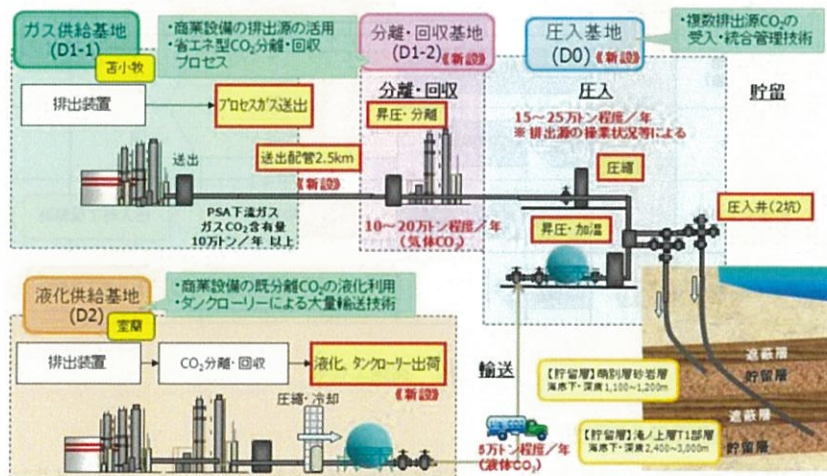 ガス供給基地
(D1-1)
苫小牧
・商業設備の排出源の活用
・省エネ型CO₂分離・回収
プロセス
分離・回収基地
(D1-2)
《新設》
圧入基地
(D0)
《新設》
・複数排出源CO₂の
受入・統合管理技術
排出装置
プロセスガス送出
分離・回収
昇圧・分離
圧入
15～25万トン程度/年
※排出源の操業状況等による
貯留
送出
送出配管2.5km
《新設》
圧縮
圧入井(2坑)
PSA下流ガス
ガスCO₂含有量
10万トン/年 以上
10～20万トン程度/年
(気体CO₂)
昇圧・加温
液化供給基地
(D2)
室蘭
・商業設備の既分離CO₂の液化利用
・タンクローリーによる大量輸送技術
排出装置
CO₂分離・回収
液化、タンクローリー出荷
《新設》
圧縮・冷却
輸送
5万トン程度/年
(液体CO₂)
【貯留層】萌別層砂岩層
海底下・深度1,100～1,200m
【貯留層】滝ノ上層T1部層
海底下・深度2,400～3,000m
遮蔽層
貯留層
遮蔽層
貯留層